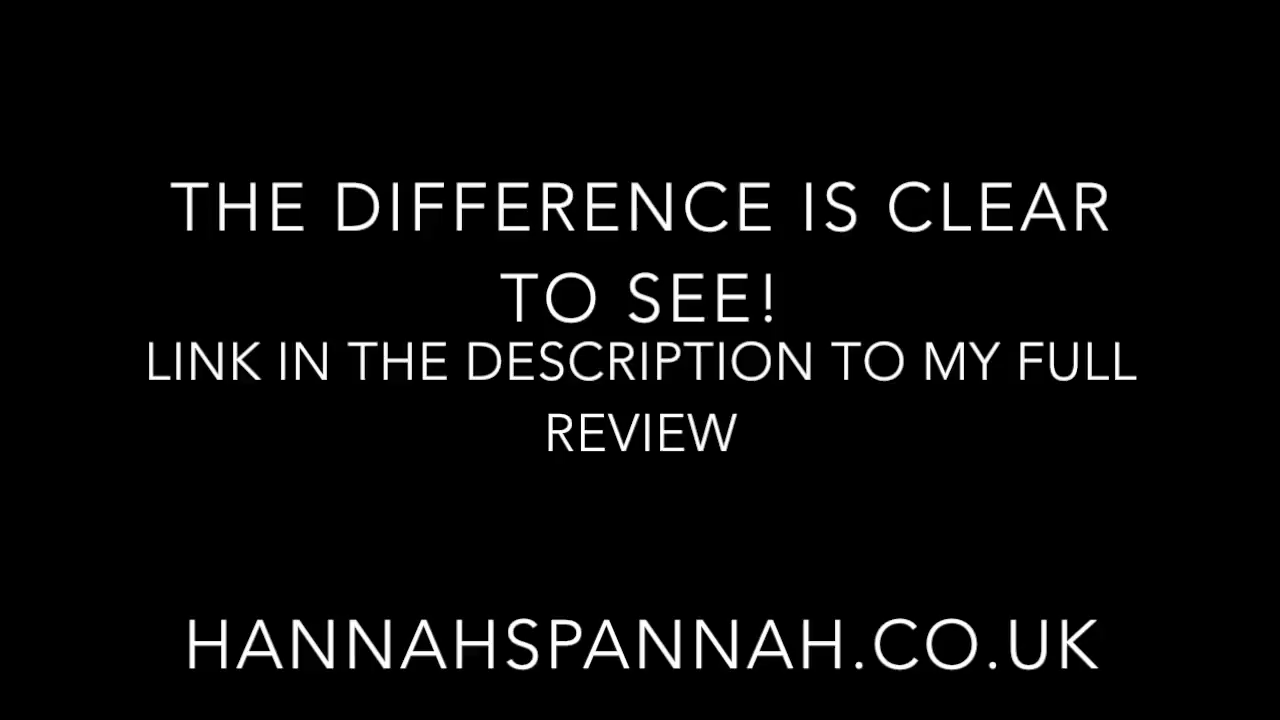 THE DIFFERENCE IS CLEAR
TO SEE!
LINK IN THE DESCRIPTION TO MY FULL
REVIEW
HANNAHSPANNAH.CO.UK